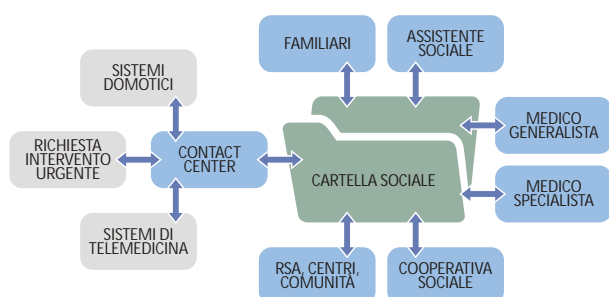 FAMILIARI
ASSISTENTE
SOCIALE
SISTEMI
DOMOTICI
MEDICO
GENERALISTA
RICHIESTA
INTERVENTO
URGENTE
CONTACT
CENTER
CARTELLA SOCIALE
MEDICO
SPECIALISTA
SISTEMI DI
TELEMEDICINA
RSA, CENTRI,
COMUNITÀ
COOPERATIVA
SOCIALE